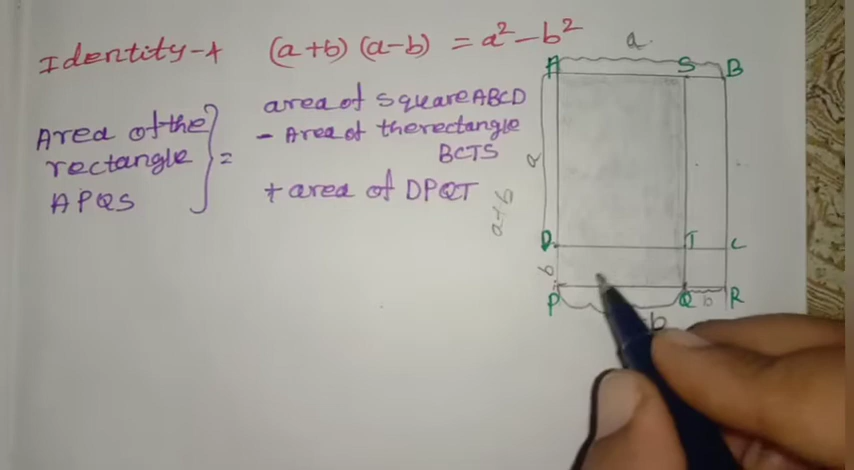 Identity-A (a+b) (a-b) = a² - b²
Area of the rectangle APQS } =
area of square ABCD
- Area of the rectangle BCTS
+ area of DPQT
a
A S B
a
a+b
D T C
b
P Q b R
b